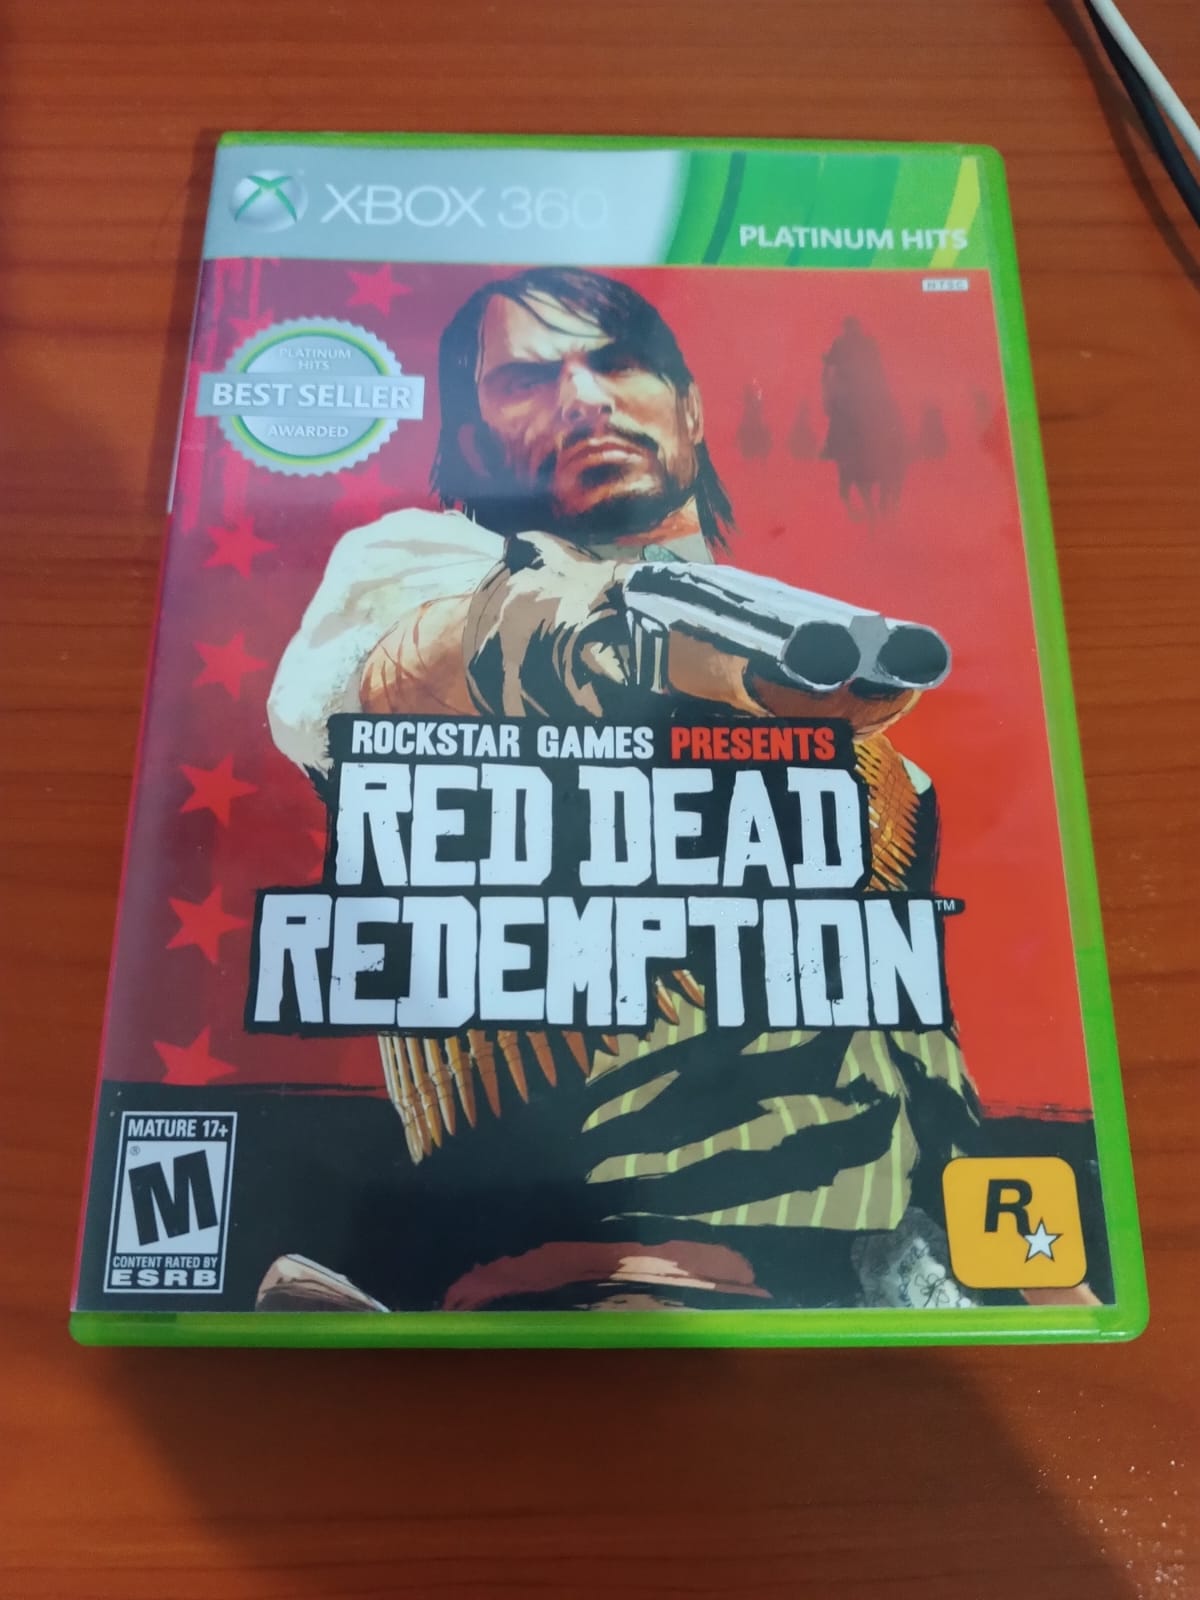 XBOX 360
PLATINUM HITS
NTSC
PLATINUM
HITS
BEST SELLER
AWARDED
ROCKSTAR GAMES PRESENTS
RED DEAD
REDEMPTION™
MATURE 17+
M®
CONTENT RATED BY
ESRB
R